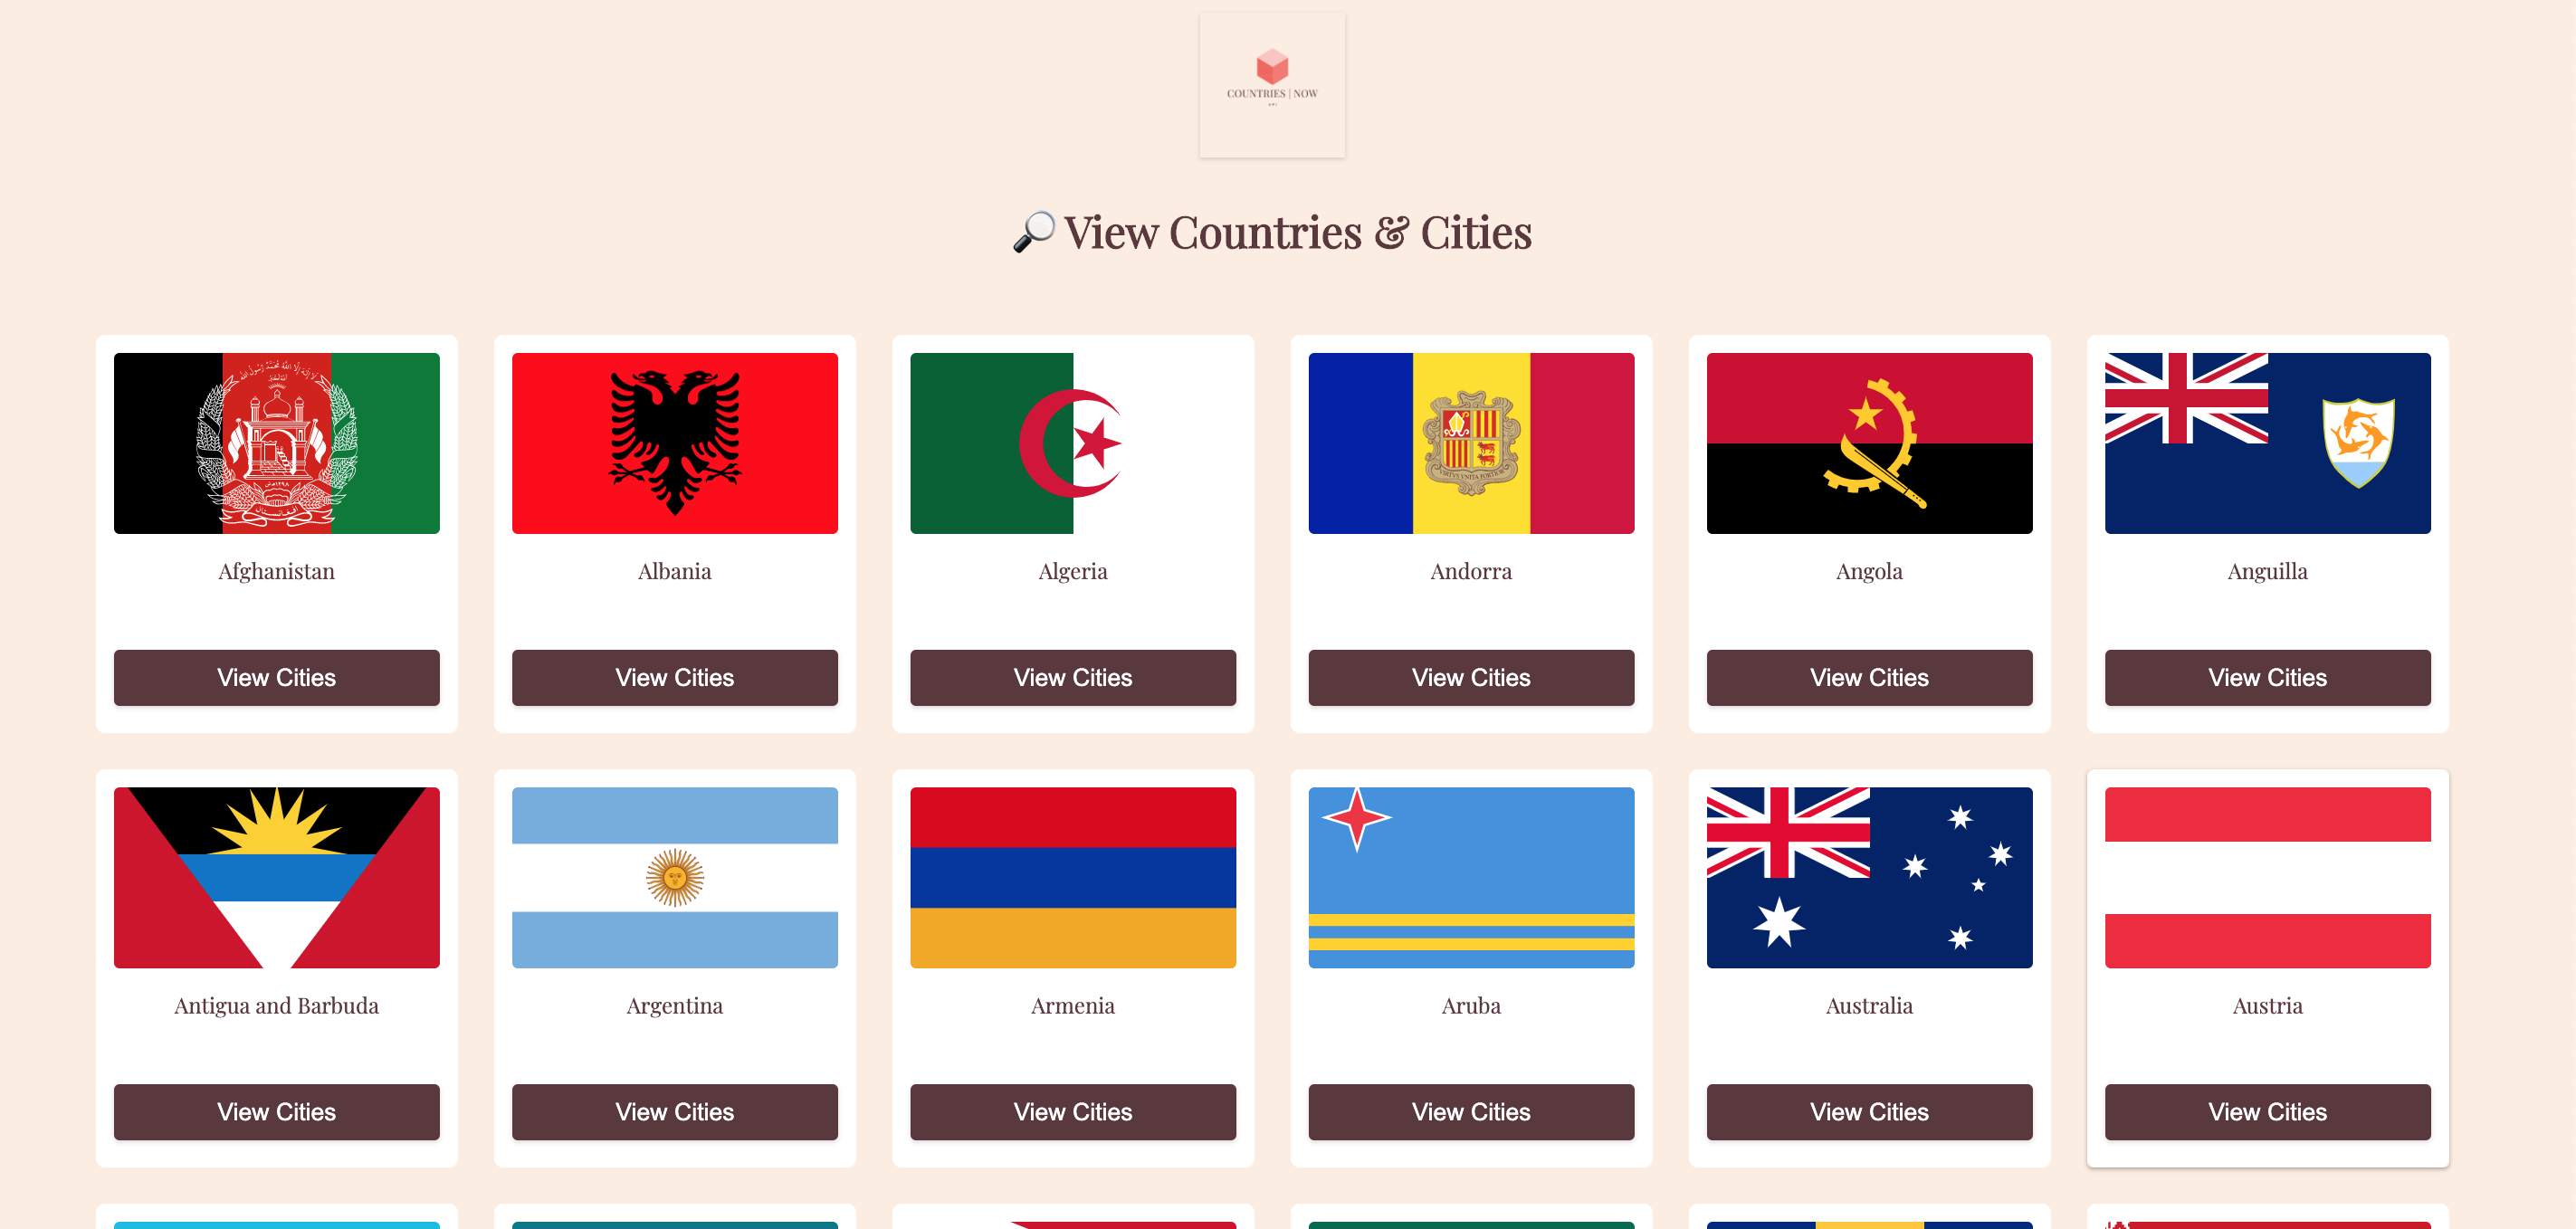 COUNTRIES | NOW
API
🔎 View Countries & Cities
Afghanistan
Albania
Algeria
Andorra
Angola
Anguilla
View Cities
View Cities
View Cities
View Cities
View Cities
View Cities
Antigua and Barbuda
Argentina
Armenia
Aruba
Australia
Austria
View Cities
View Cities
View Cities
View Cities
View Cities
View Cities